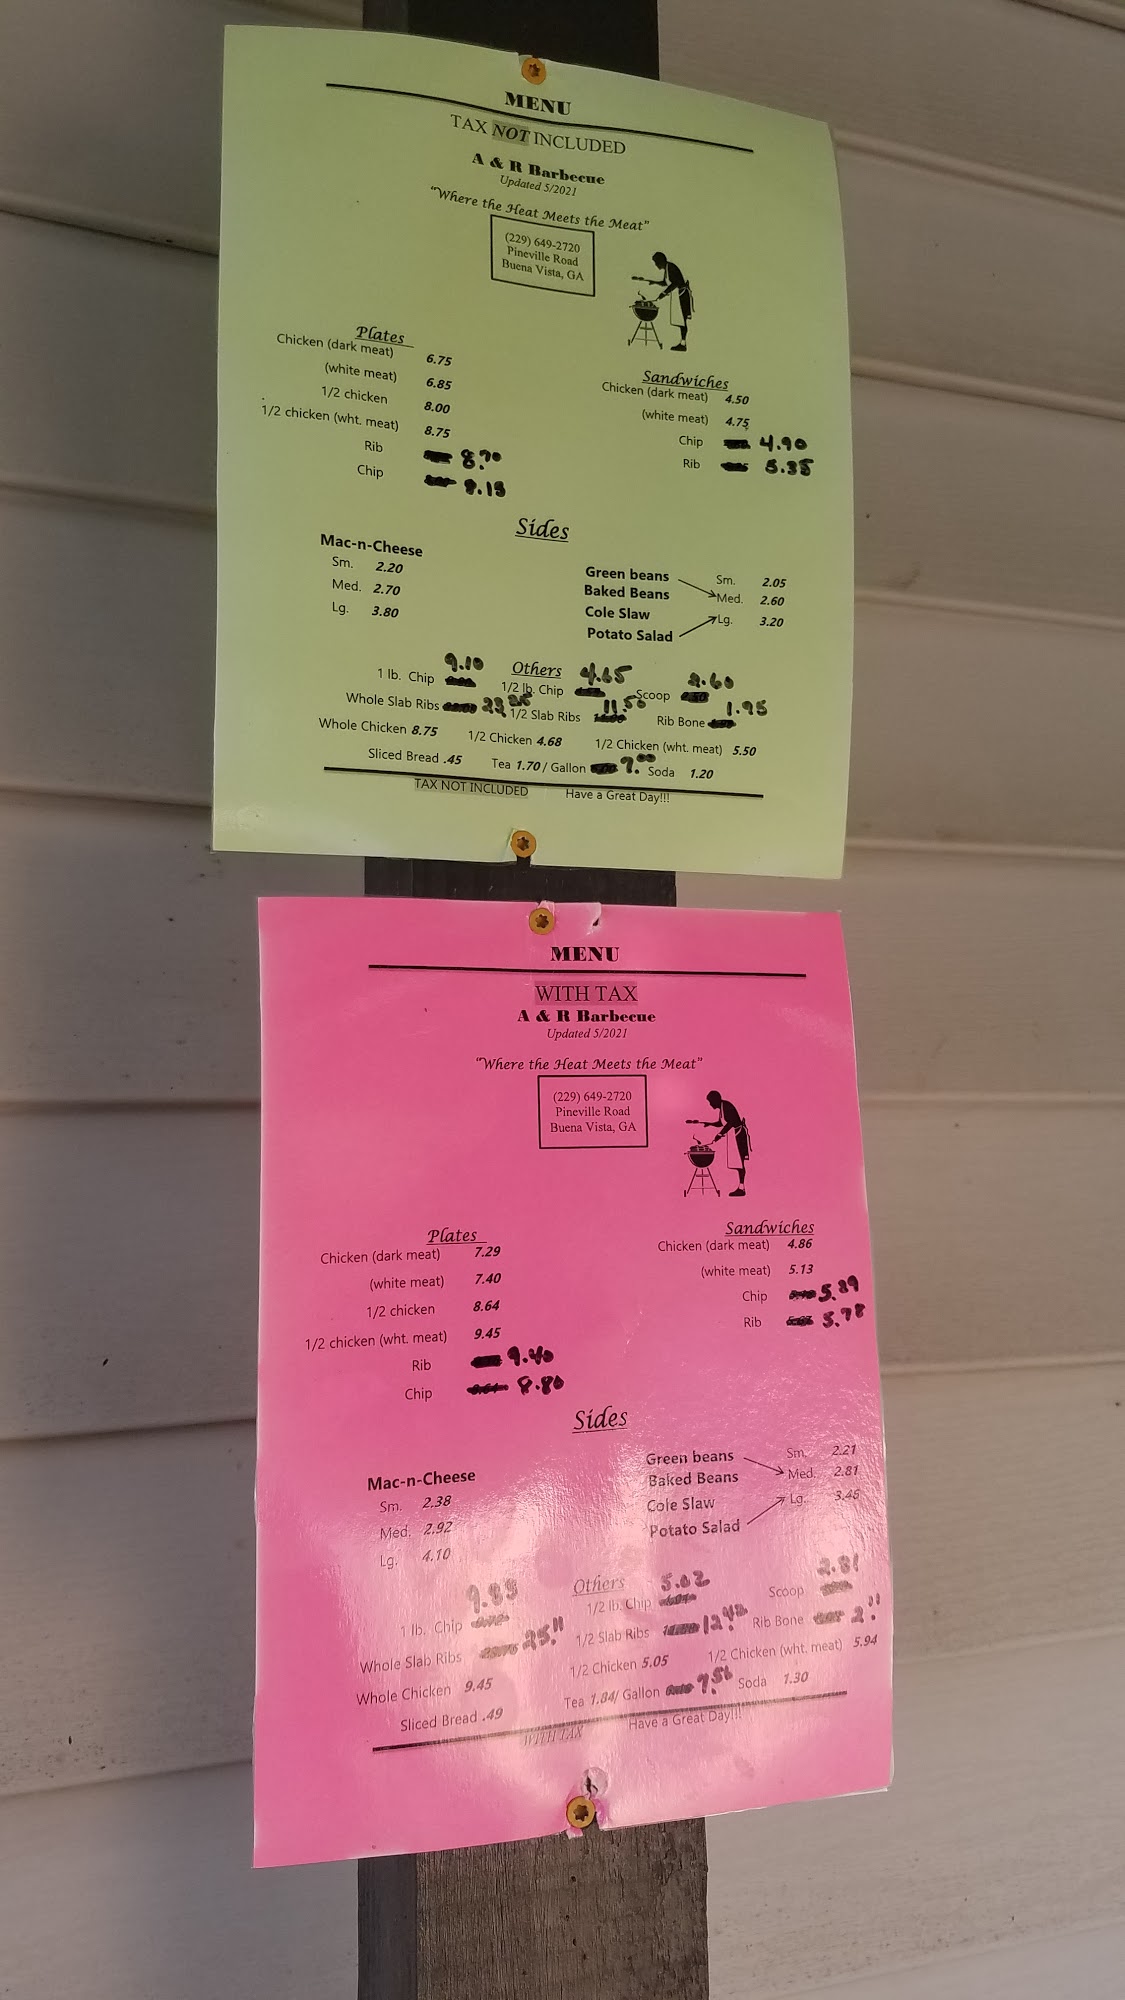 MENU
TAX NOT INCLUDED
A & R Barbecue
Updated 5/2021
"Where the Heat Meets the Meat"
(229) 649-2720
Pineville Road
Buena Vista, GA
Plates
Chicken (dark meat) 6.75
(white meat) 6.85
1/2 chicken 8.00
1/2 chicken (wht. meat) 8.75
Rib 8.70
Chip 8.15
Sandwiches
Chicken (dark meat) 4.50
(white meat) 4.75
Chip 4.90
Rib 5.35
Sides
Mac-n-Cheese
Sm. 2.20
Med. 2.70
Lg. 3.80
Green beans Sm. 2.05
Baked Beans Med. 2.60
Cole Slaw Lg. 3.20
Potato Salad
Others
1 lb. Chip 9.10 1/2 lb. Chip 4.65 Scoop 2.60
Whole Slab Ribs 23.25 1/2 Slab Ribs 11.50 Rib Bone 1.95
Whole Chicken 8.75 1/2 Chicken 4.68 1/2 Chicken (wht. meat) 5.50
Sliced Bread .45 Tea 1.70/ Gallon 7.00 Soda 1.20
TAX NOT INCLUDED Have a Great Day!!!
MENU
WITH TAX
A & R Barbecue
Updated 5/2021
"Where the Heat Meets the Meat"
(229) 649-2720
Pineville Road
Buena Vista, GA
Plates
Chicken (dark meat) 7.29
(white meat) 7.40
1/2 chicken 8.64
1/2 chicken (wht. meat) 9.45
Rib 9.40
Chip 8.80
Sandwiches
Chicken (dark meat) 4.86
(white meat) 5.13
Chip 5.29
Rib 5.78
Sides
Mac-n-Cheese
Sm. 2.38
Med. 2.92
Lg. 4.10
Green beans Sm. 2.21
Baked Beans Med. 2.81
Cole Slaw Lg. 3.46
Potato Salad
Others
1 lb. Chip 9.83 1/2 lb. Chip 5.02 Scoop 2.81
Whole Slab Ribs 25.11 1/2 Slab Ribs 12.42 Rib Bone 2.11
Whole Chicken 9.45 1/2 Chicken 5.05 1/2 Chicken (wht. meat) 5.94
Sliced Bread .49 Tea 1.84/ Gallon 7.56 Soda 1.30
WITH TAX Have a Great Day!!!